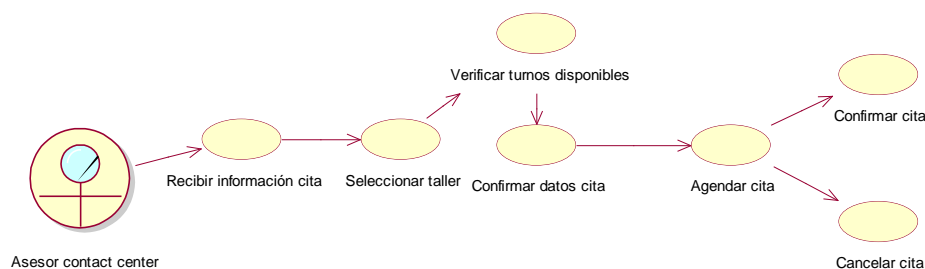 Verificar turnos disponibles
Confirmar cita
Recibir información cita
Seleccionar taller
Confirmar datos cita
Agendar cita
Asesor contact center
Cancelar cita